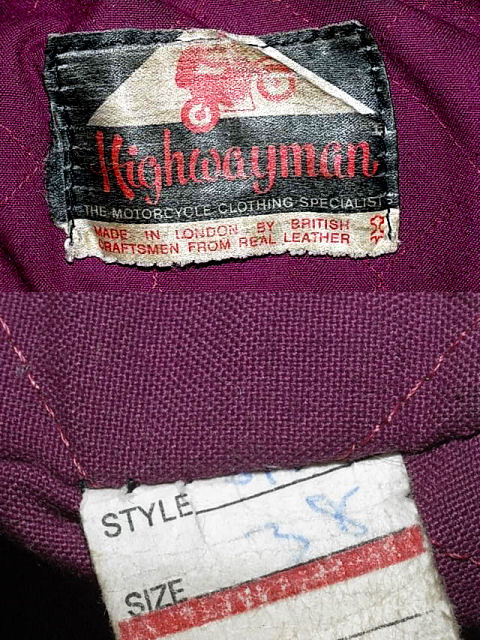 Highwayman
THE MOTORCYCLE CLOTHING SPECIALIST
MADE IN LONDON BY BRITISH
CRAFTSMEN FROM REAL LEATHER
STYLE
38
SIZE